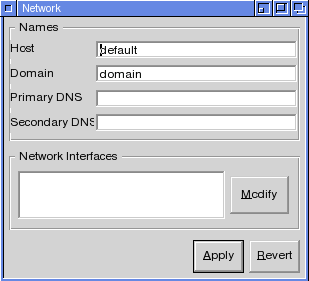 Network
Names
Host default
Domain domain
Primary DNS
Secondary DNS
Network Interfaces
Modify
Apply Revert